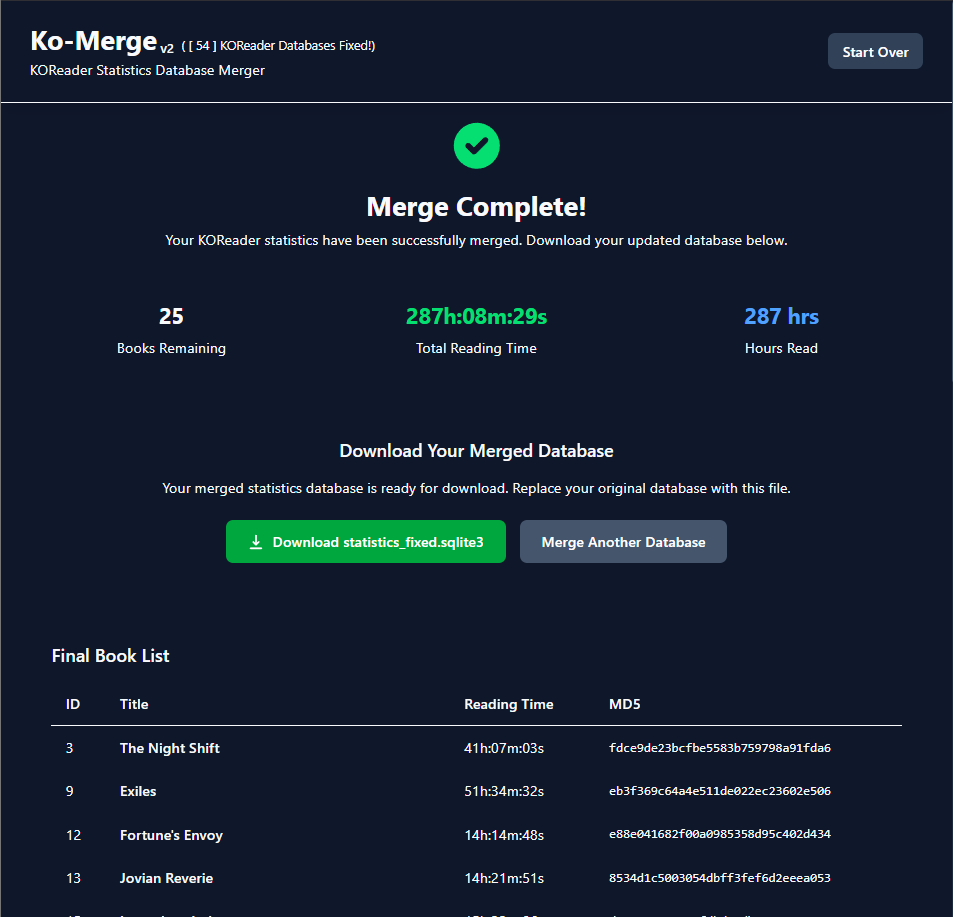 Ko-Merge v2 ( [ 54 ] KOReader Databases Fixed!)
KOReader Statistics Database Merger
Start Over
Merge Complete!
Your KOReader statistics have been successfully merged. Download your updated database below.
25
Books Remaining
287h:08m:29s
Total Reading Time
287 hrs
Hours Read
Download Your Merged Database
Your merged statistics database is ready for download. Replace your original database with this file.
Download statistics_fixed.sqlite3
Merge Another Database
Final Book List
ID Title Reading Time MD5
3 The Night Shift 41h:07m:03s fdce9de23bcfbe5583b759798a91fda6
9 Exiles 51h:34m:32s eb3f369c64a4e511de022ec23602e506
12 Fortune's Envoy 14h:14m:48s e88e041682f00a0985358d95c402d434
13 Jovian Reverie 14h:21m:51s 8534d1c5003054dbff3fef6d2eeea053